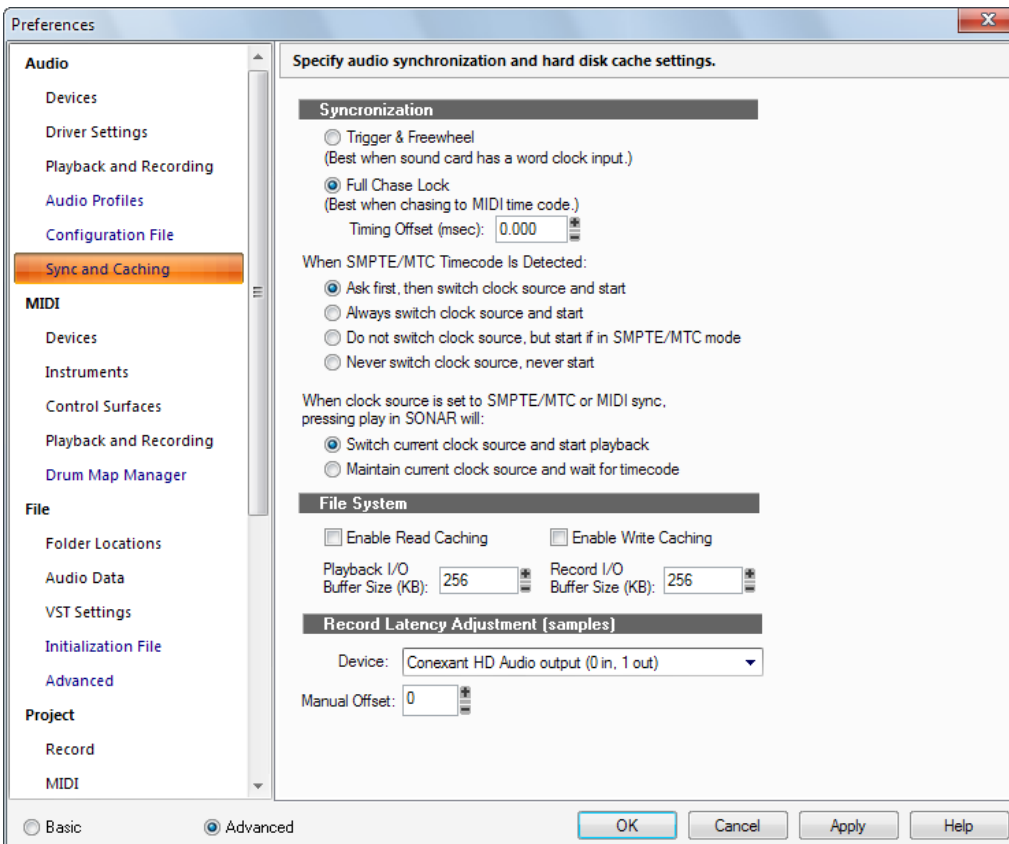 Preferences
Audio
Devices
Driver Settings
Playback and Recording
Audio Profiles
Configuration File
Sync and Caching
MIDI
Devices
Instruments
Control Surfaces
Playback and Recording
Drum Map Manager
File
Folder Locations
Audio Data
VST Settings
Initialization File
Advanced
Project
Record
MIDI
Basic
Advanced
Specify audio synchronization and hard disk cache settings.
Syncronization
Trigger & Freewheel
(Best when sound card has a word clock input.)
Full Chase Lock
(Best when chasing to MIDI time code.)
Timing Offset (msec): 0.000
When SMPTE/MTC Timecode Is Detected:
Ask first, then switch clock source and start
Always switch clock source and start
Do not switch clock source, but start if in SMPTE/MTC mode
Never switch clock source, never start
When clock source is set to SMPTE/MTC or MIDI sync,
pressing play in SONAR will:
Switch current clock source and start playback
Maintain current clock source and wait for timecode
File System
Enable Read Caching
Enable Write Caching
Playback I/O
Buffer Size (KB): 256
Record I/O
Buffer Size (KB): 256
Record Latency Adjustment (samples)
Device: Conexant HD Audio output (0 in, 1 out)
Manual Offset: 0
OK
Cancel
Apply
Help